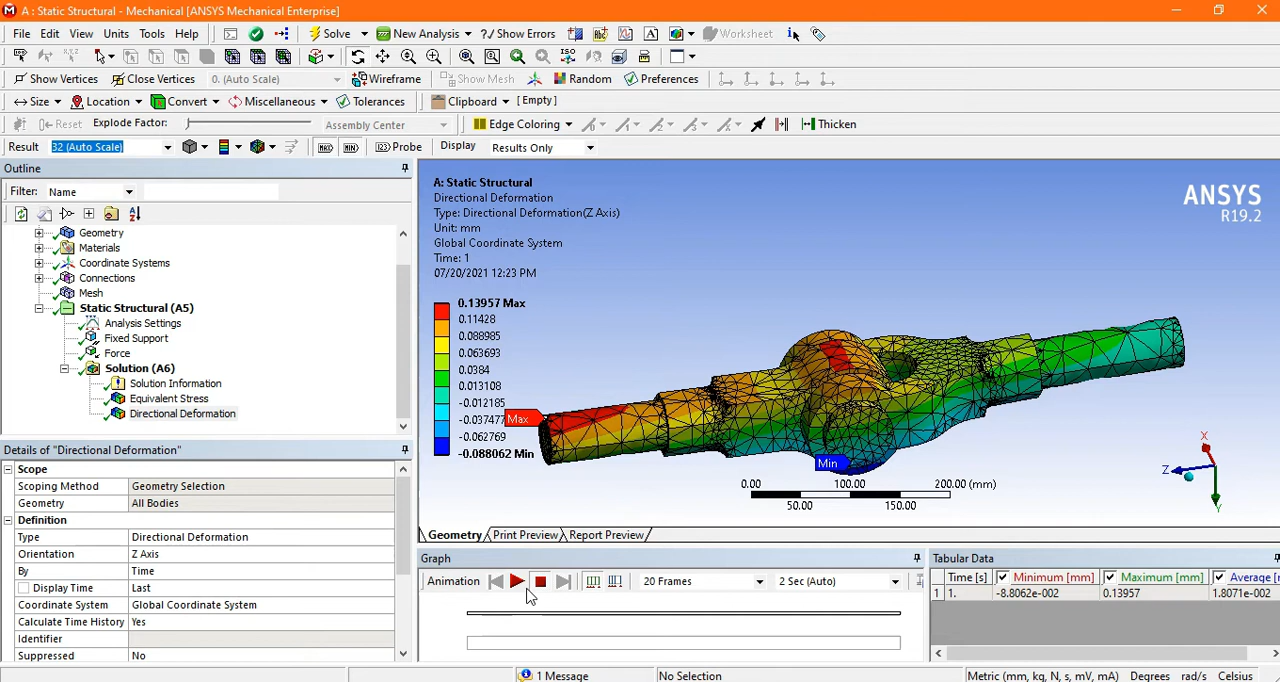 A : Static Structural - Mechanical [ANSYS Mechanical Enterprise]
File Edit View Units Tools Help Solve New Analysis ?/ Show Errors Worksheet
Show Vertices Close Vertices 0. (Auto Scale) Wireframe Show Mesh Random Preferences
Size Location Convert Miscellaneous Tolerances Clipboard [ Empty ]
Reset Explode Factor: Assembly Center Edge Coloring Thicken
Result 32 (Auto Scale) MAX MIN Probe Display Results Only
Outline
Filter: Name
Geometry
Materials
Coordinate Systems
Connections
Mesh
Static Structural (A5)
Analysis Settings
Fixed Support
Force
Solution (A6)
Solution Information
Equivalent Stress
Directional Deformation
Details of "Directional Deformation"
Scope
Scoping Method Geometry Selection
Geometry All Bodies
Definition
Type Directional Deformation
Orientation Z Axis
By Time
Display Time Last
Coordinate System Global Coordinate System
Calculate Time History Yes
Identifier
Suppressed No
A: Static Structural
Directional Deformation
Type: Directional Deformation(Z Axis)
Unit: mm
Global Coordinate System
Time: 1
07/20/2021 12:23 PM
0.13957 Max
0.11428
0.088985
0.063693
0.0384
0.013108
-0.012185
-0.037477
-0.062769
-0.088062 Min
ANSYS
R19.2
Max
Min
0.00 100.00 200.00 (mm)
50.00 150.00
X
Z
Y
Geometry Print Preview Report Preview
Graph
Animation 20 Frames 2 Sec (Auto)
Tabular Data
Time [s] Minimum [mm] Maximum [mm] Average [m
1 1. -8.8062e-002 0.13957 1.8071e-002
1 Message No Selection Metric (mm, kg, N, s, mV, mA) Degrees rad/s Celsius